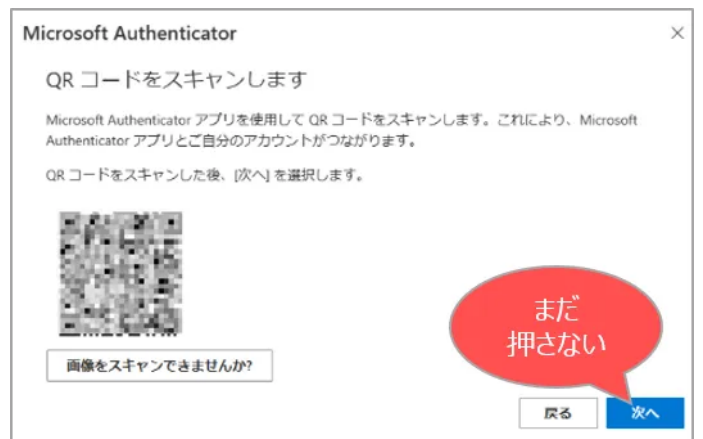 Microsoft Authenticator
QR コードをスキャンします
Microsoft Authenticator アプリを使用して QR コードをスキャンします。これにより、Microsoft
Authenticator アプリとご自分のアカウントがつながります。
QR コードをスキャンした後、[次へ] を選択します。
まだ
押さない
画像をスキャンできませんか?
戻る
次へ